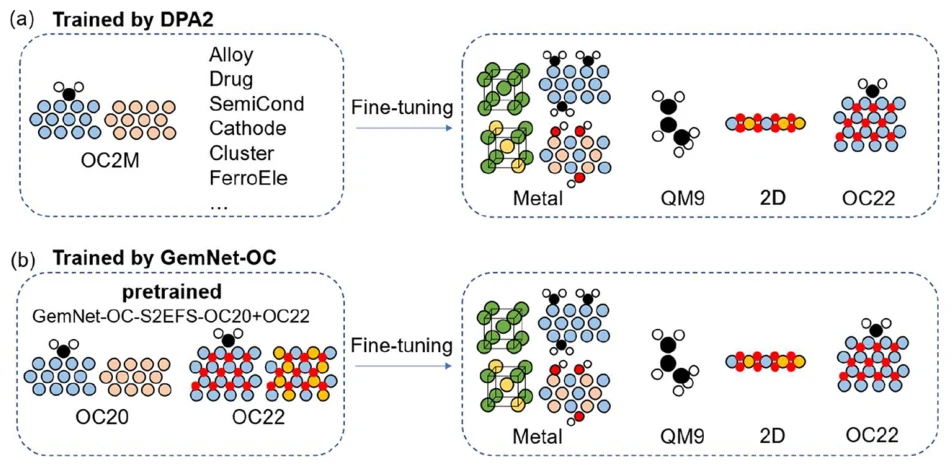 (a) Trained by DPA2
Alloy
Drug
SemiCond
Cathode
Cluster
FerroEle
...
OC2M
Fine-tuning
Metal
QM9
2D
OC22
(b) Trained by GemNet-OC
pretrained
GemNet-OC-S2EFS-OC20+OC22
OC20
OC22
Fine-tuning
Metal
QM9
2D
OC22